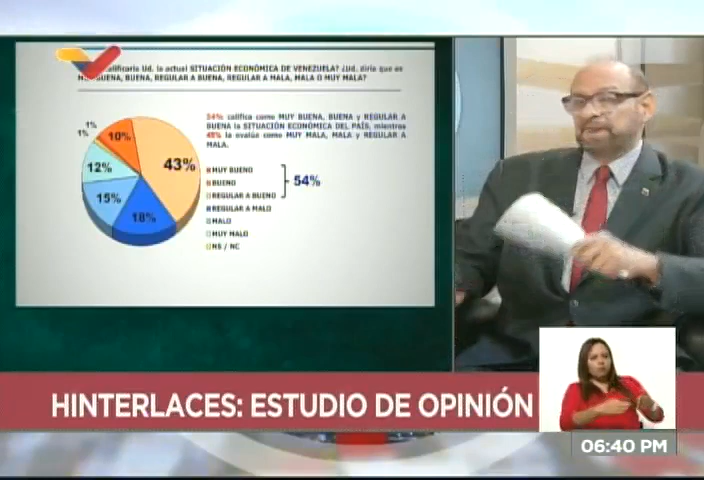 calificaría Ud. la actual SITUACIÓN ECONÓMICA DE VENEZUELA? ¿Ud. diría que es
BUENA, BUENA, REGULAR A BUENA, REGULAR A MALA, MALA O MUY MALA?
54% califica como MUY BUENA, BUENA y REGULAR A
BUENA la SITUACIÓN ECONÓMICA DEL PAÍS, mientras
45% la evalúa como MUY MALA, MALA y REGULAR A
MALA.
1%
1%
10%
43%
12%
15%
18%
MUY BUENO
BUENO
REGULAR A BUENO
54%
REGULAR A MALO
MALO
MUY MALO
NS / NC
HINTERLACES: ESTUDIO DE OPINIÓN
06:40 PM